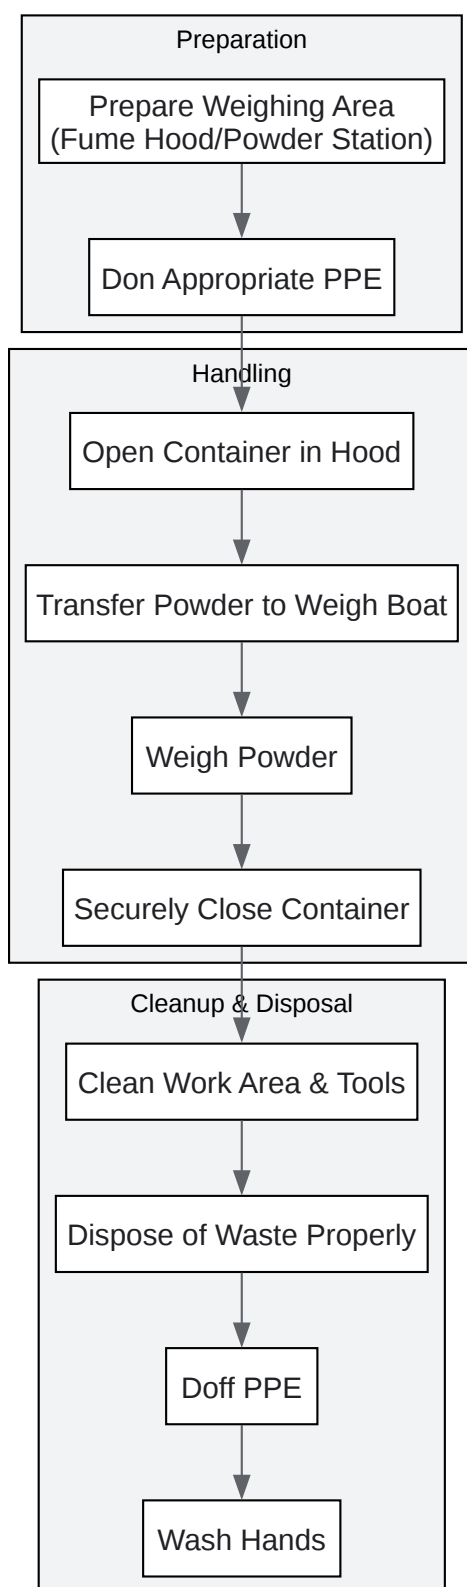 Preparation
Prepare Weighing Area
(Fume Hood/Powder Station)
Don Appropriate PPE
Handling
Open Container in Hood
Transfer Powder to Weigh Boat
Weigh Powder
Securely Close Container
Cleanup & Disposal
Clean Work Area & Tools
Dispose of Waste Properly
Doff PPE
Wash Hands